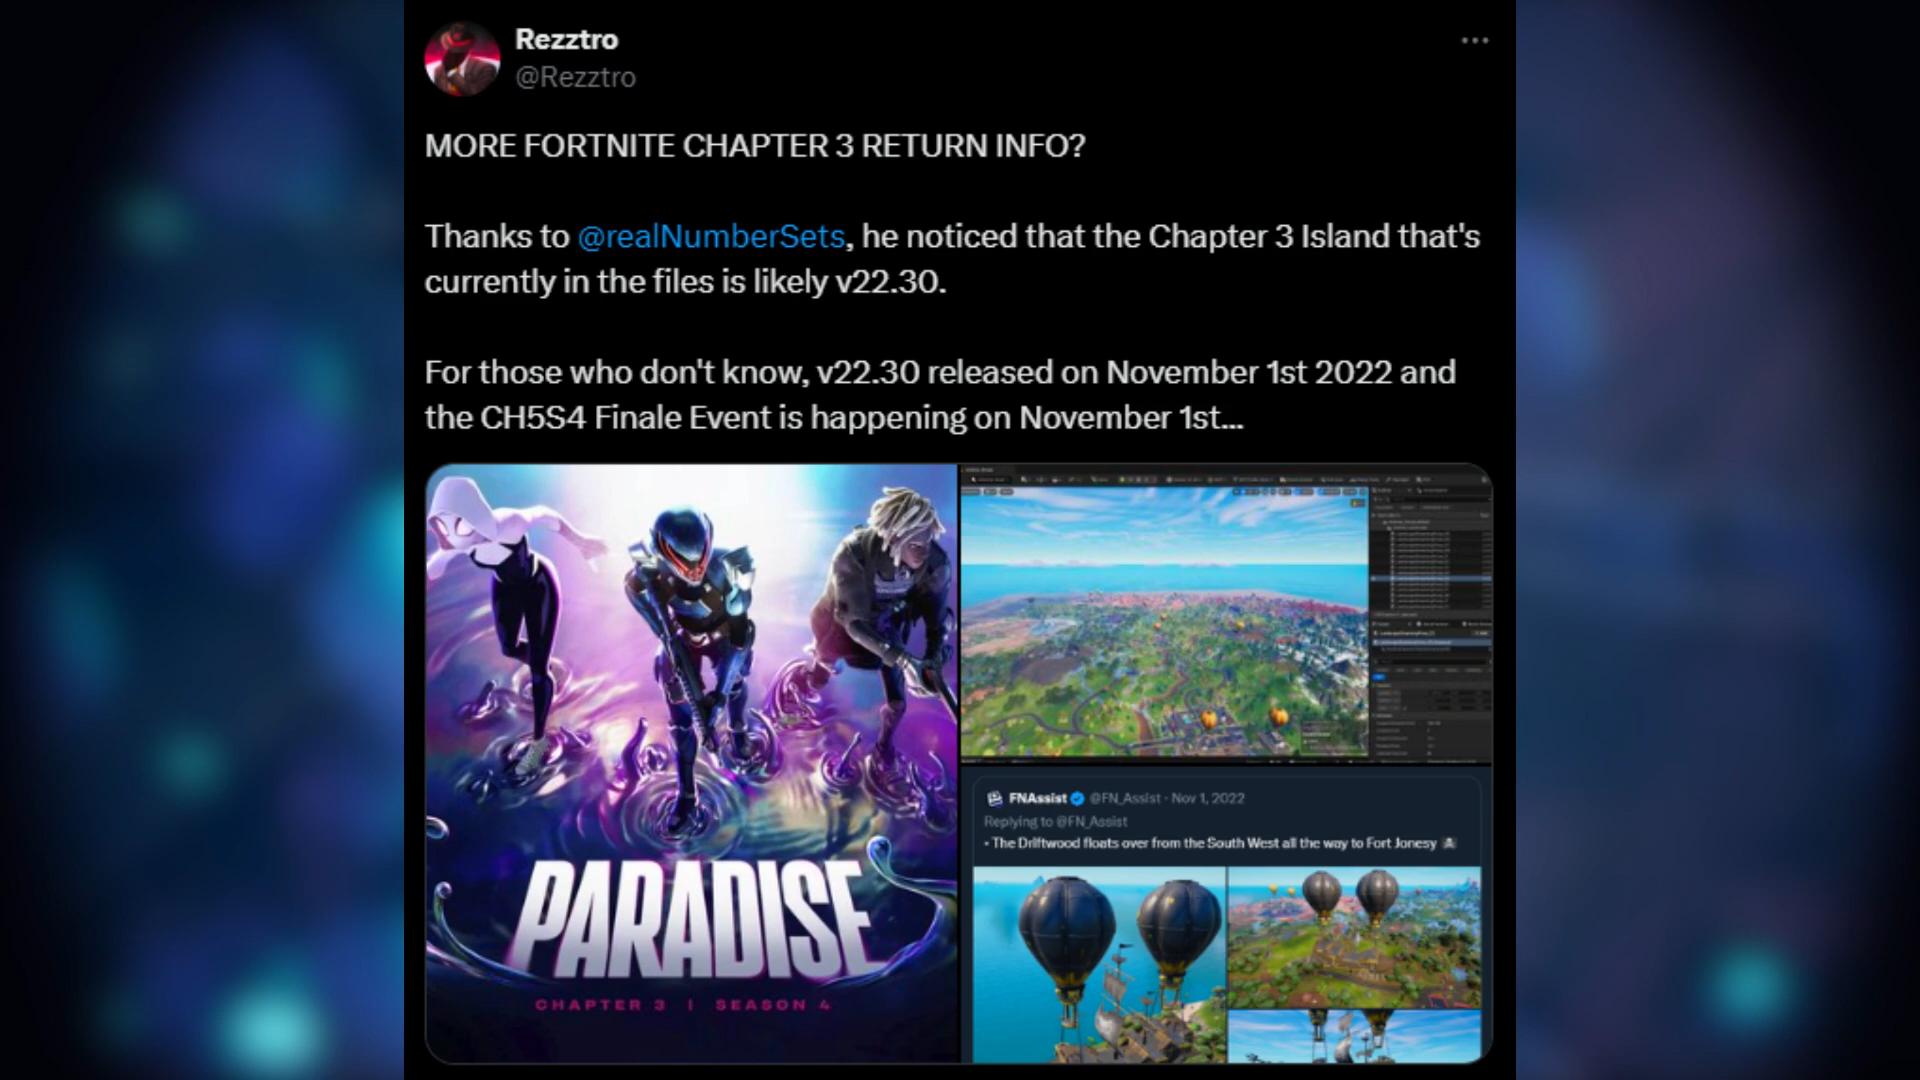 Rezztro
@Rezztro
MORE FORTNITE CHAPTER 3 RETURN INFO?
Thanks to @realNumberSets, he noticed that the Chapter 3 Island that's
currently in the files is likely v22.30.
For those who don't know, v22.30 released on November 1st 2022 and
the CH5S4 Finale Event is happening on November 1st...
PARADISE
CHAPTER 3 | SEASON 4
FNAssist @FN_Assist · Nov 1, 2022
Replying to @FN_Assist
• The Driftwood floats over from the South West all the way to Fort Jonesy